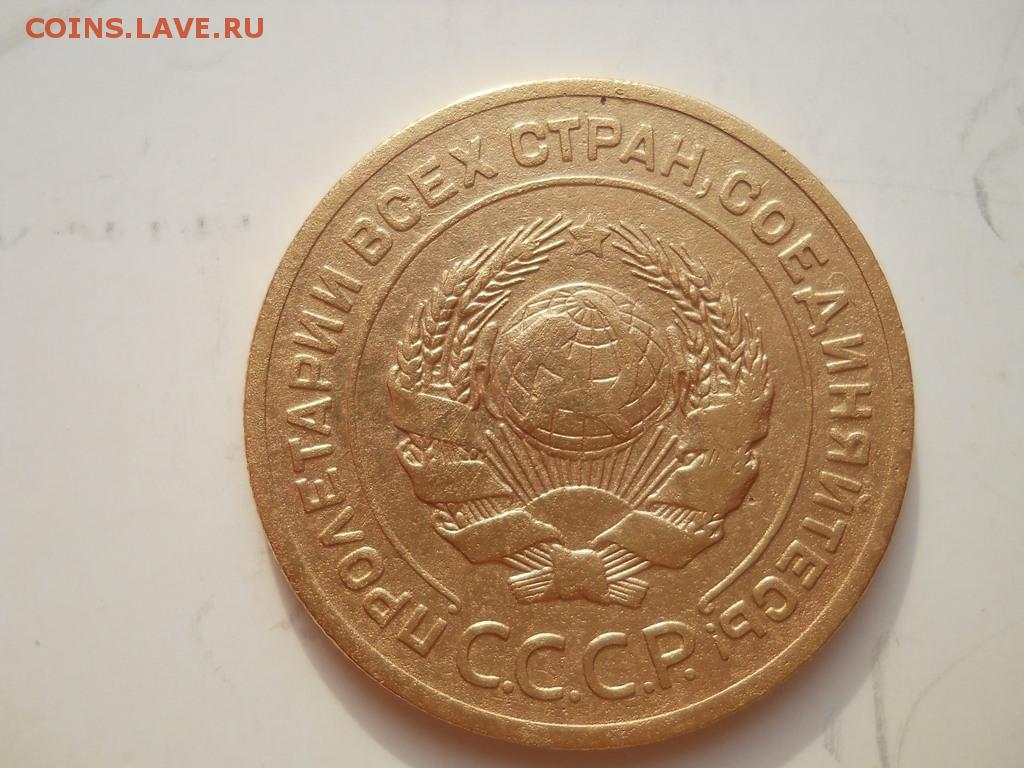 COINS.LAVE.RU
ПРОЛЕТАРИИ ВСЕХ СТРАН, СОЕДИНЯЙТЕСЬ!
С.С.С.Р.